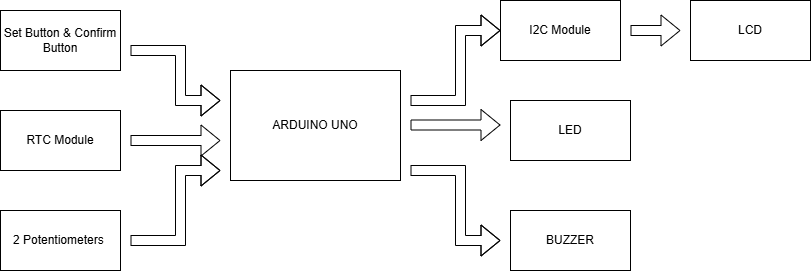 Set Button & Confirm
Button
RTC Module
2 Potentiometers
ARDUINO UNO
I2C Module
LCD
LED
BUZZER